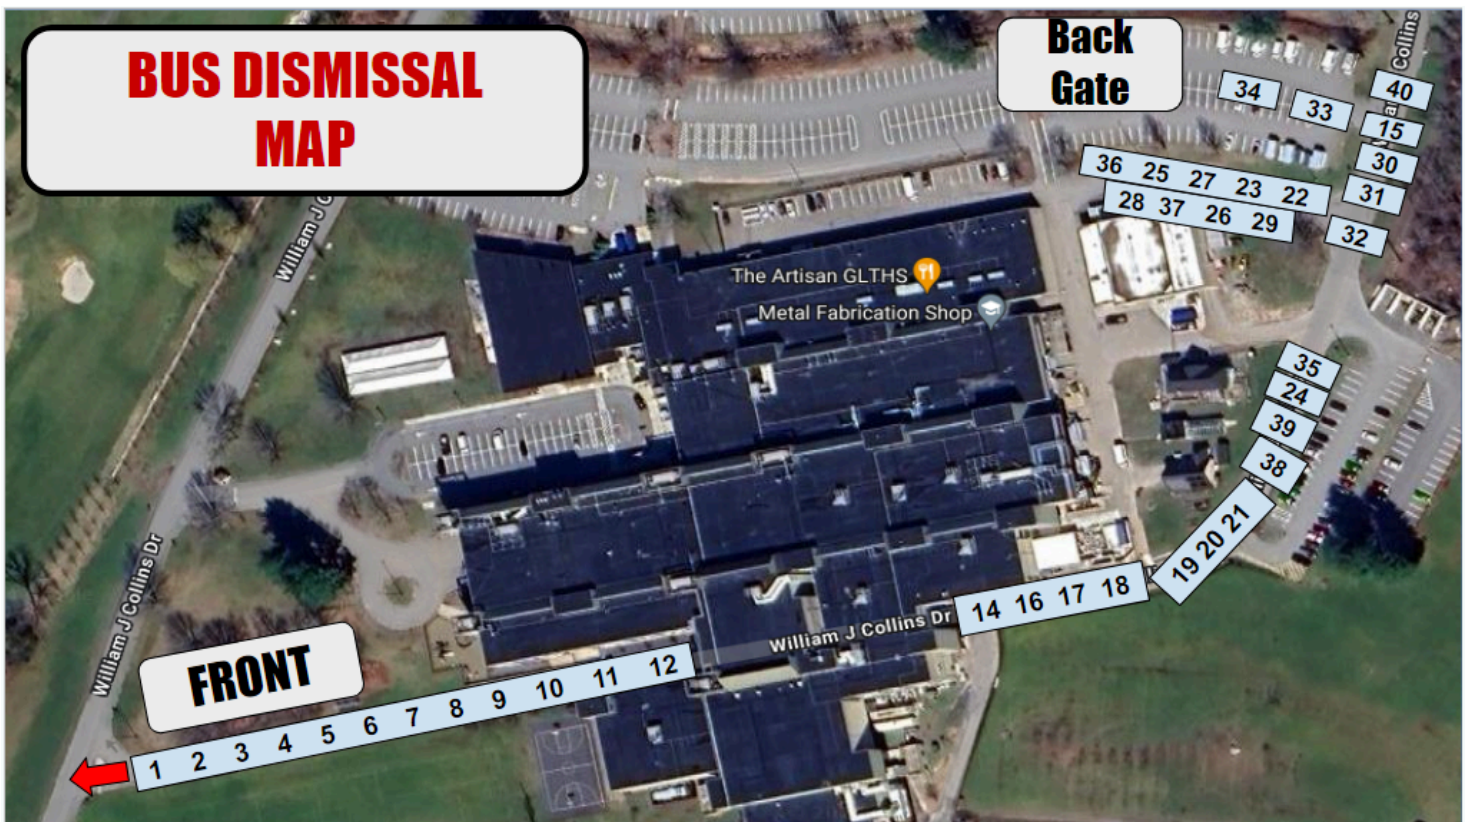 BUS DISMISSAL
MAP
Back
Gate
Collins
40
34
33
15
30
31
32
36 25 27 23 22
28 37 26 29
William J C
The Artisan GLTHS
Metal Fabrication Shop
35
24
39
38
19 20 21
14 16 17 18
William J Collins Dr
William J Collins Dr
FRONT
1 2 3 4 5 6 7 8 9 10 11 12